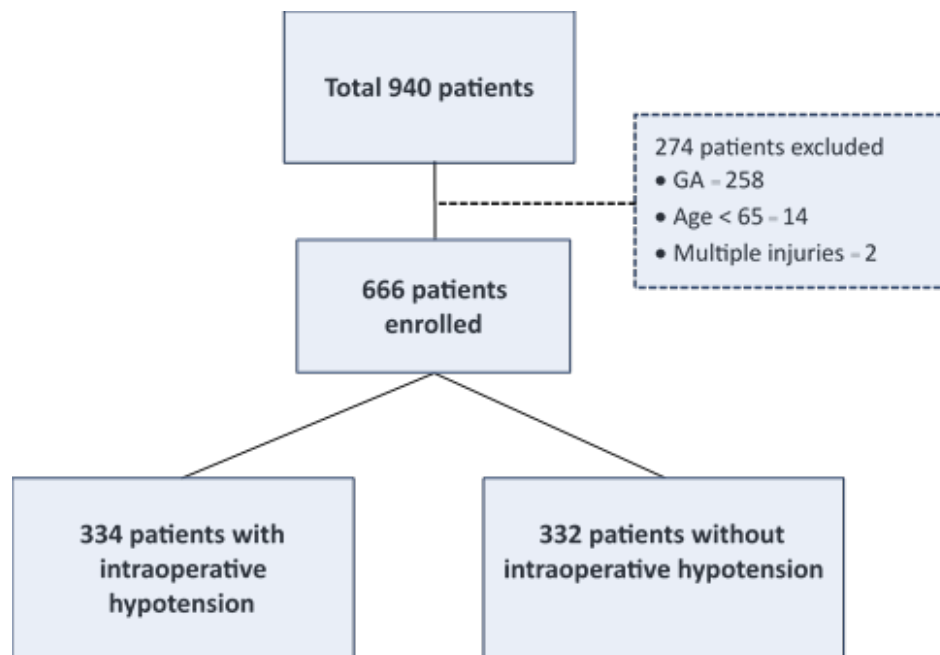 Total 940 patients
274 patients excluded
• GA = 258
• Age < 65 = 14
• Multiple injuries = 2
666 patients
enrolled
334 patients with
intraoperative
hypotension
332 patients without
intraoperative hypotension